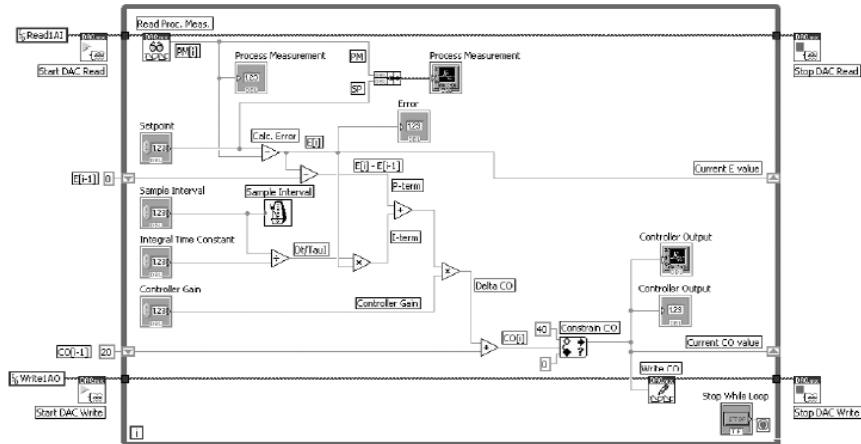 Read Proc. Meas.
Read1AI
Start DAC Read
PM[i]
Process Measurement
PM
SP
Process Measurement
Stop DAC Read
Error
Setpoint
Calc. Error
E[i]
E[i] - E[i-1]
Current E value
E[i-1]
0
Sample Interval
Sample Interval
P-term
Integral Time Constant
Dt/TauI
I-term
Controller Output
Delta CO
Controller Gain
Controller Gain
Controller Output
40
Constrain CO
CO[i]
0
Current CO value
CO[i-1]
20
Write CO
Write1AO
Start DAC Write
Stop While Loop
STOP
Stop DAC Write
i